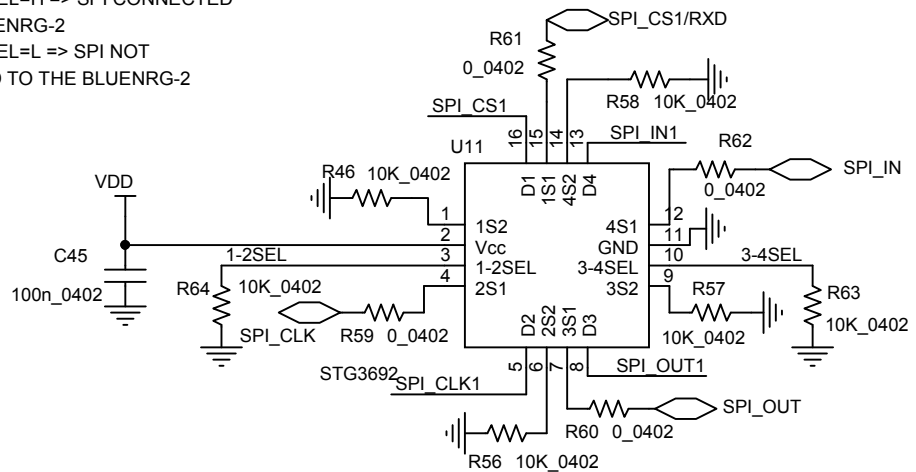 SEL=H => SPI CONNECTED
ENRG-2
EL=L => SPI NOT
TO THE BLUENRG-2
SPI_CS1/RXD
R61
0_0402
R58 10K_0402
SPI_CS1
16
15
14
13
SPI_IN1
U11
R62
0_0402
SPI_IN
R46 10K_0402
D1
1S1
4S2
D4
VDD
1
1S2
4S1
12
2
Vcc
GND
11
C45
100n_0402
1-2SEL
3
1-2SEL
3-4SEL
10
3-4SEL
R64
10K_0402
4
2S1
3S2
9
R57
10K_0402
R63
10K_0402
SPI_CLK
R59 0_0402
D2
2S2
3S1
D3
STG3692
SPI_CLK1
5
6
7
8
SPI_OUT1
R60 0_0402
SPI_OUT
R56 10K_0402